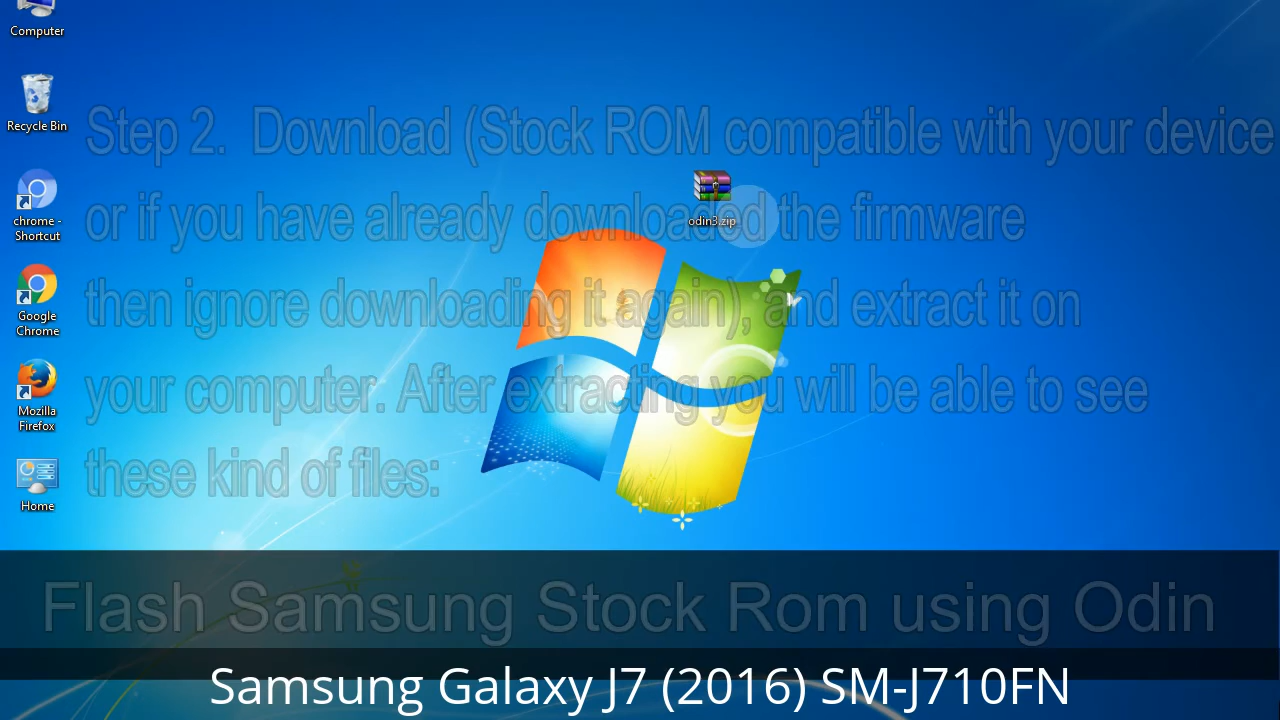 Computer
Recycle Bin
chrome -
Shortcut
Google
Chrome
Mozilla
Firefox
Home
odin3.zip
Step 2. Download (Stock ROM compatible with your device
or if you have already downloaded the firmware
then ignore downloading it again), and extract it on
your computer. After extracting you will be able to see
these kind of files:
Flash Samsung Stock Rom using Odin
Samsung Galaxy J7 (2016) SM-J710FN